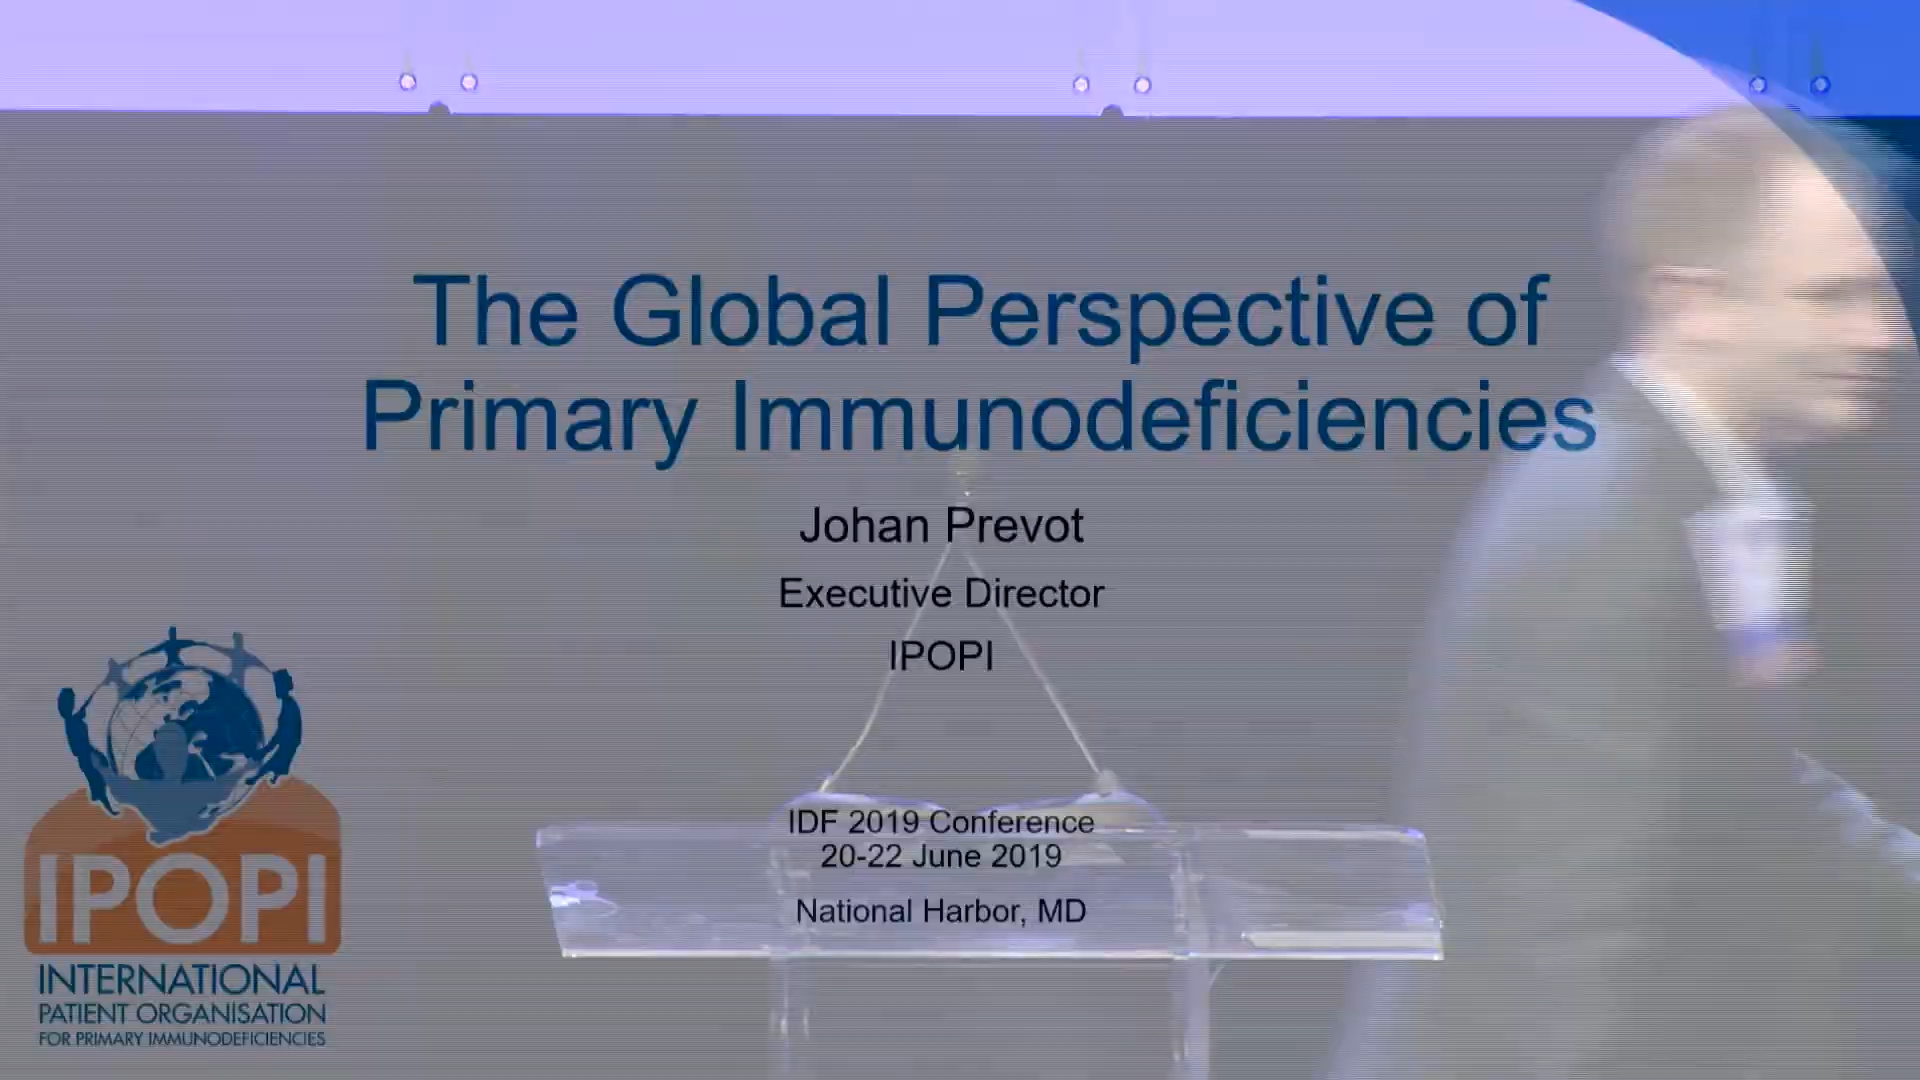 The Global Perspective of
Primary Immunodeficiencies
Johan Prevot
Executive Director
IPOPI
IDF 2019 Conference
20-22 June 2019
National Harbor, MD
IPOPI
INTERNATIONAL
PATIENT ORGANISATION
FOR PRIMARY IMMUNODEFICIENCIES